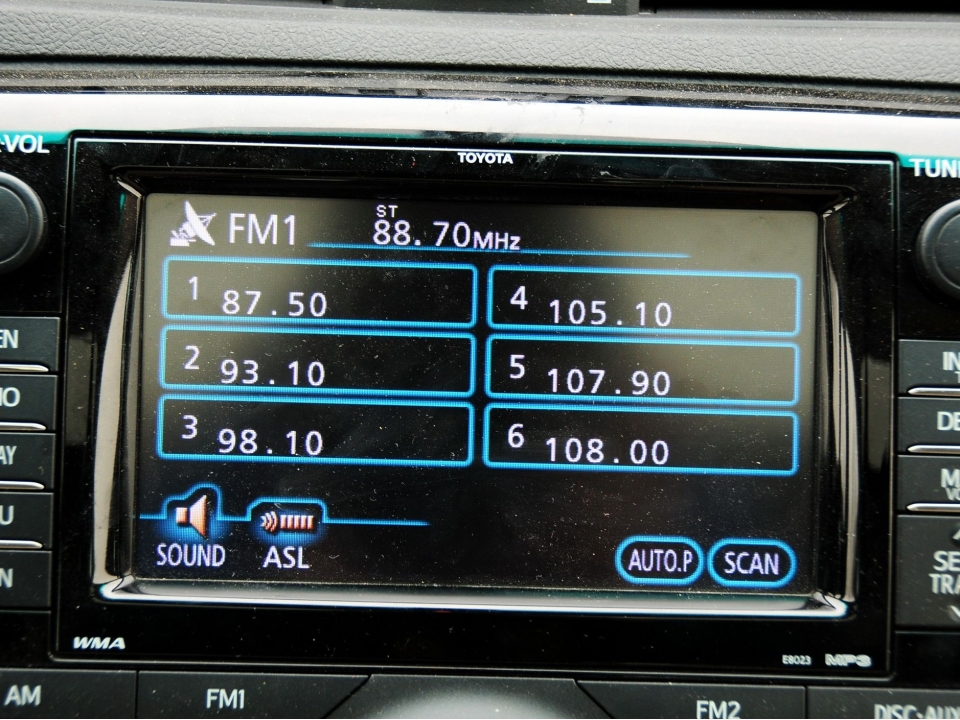 -VOL
TOYOTA
TUNE
FM1
ST
88.70MHz
1 87.50
4 105.10
2 93.10
5 107.90
3 98.10
6 108.00
SOUND
ASL
AUTO.P
SCAN
WMA
E8023
MP3
AM
FM1
FM2
DISC-AUX